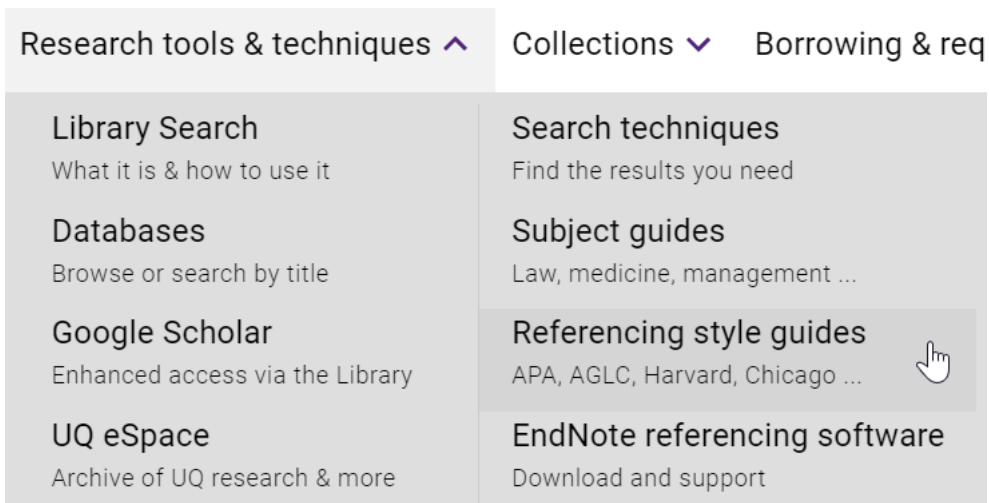 Research tools & techniques
Collections
Borrowing & req
Library Search
What it is & how to use it
Databases
Browse or search by title
Google Scholar
Enhanced access via the Library
UQ eSpace
Archive of UQ research & more
Search techniques
Find the results you need
Subject guides
Law, medicine, management ...
Referencing style guides
APA, AGLC, Harvard, Chicago ...
EndNote referencing software
Download and support